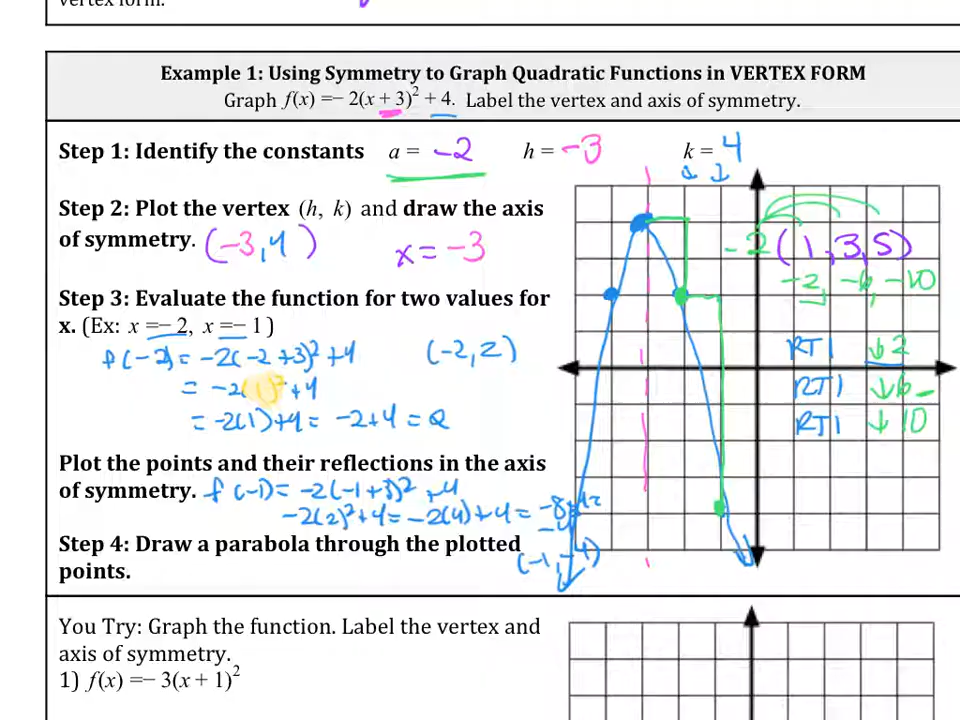 vertex form.
Example 1: Using Symmetry to Graph Quadratic Functions in VERTEX FORM
Graph f(x) =− 2(x + 3)² + 4. Label the vertex and axis of symmetry.
Step 1: Identify the constants a = -2 h = -3 k = 4
↓ ↓
Step 2: Plot the vertex (h, k) and draw the axis
of symmetry. (-3,4) x = -3
-2(1,3,5)
-2, -6, -10
Step 3: Evaluate the function for two values for
x. (Ex: x =− 2, x =− 1)
f(-2) = -2(-2+3)² + 4 (-2, 2)
= -2(1)² + 4
= -2(1)+4 = -2+4 = 2
RT1 ↓2
RT1 ↓6
RT1 ↓10
Plot the points and their reflections in the axis
of symmetry. f(-1) = -2(-1+3)² +4
-2(2)²+4 = -2(4)+4 = -8+4=
-4
Step 4: Draw a parabola through the plotted
points. (-1,-4)
You Try: Graph the function. Label the vertex and
axis of symmetry.
1) f(x) =− 3(x + 1)²